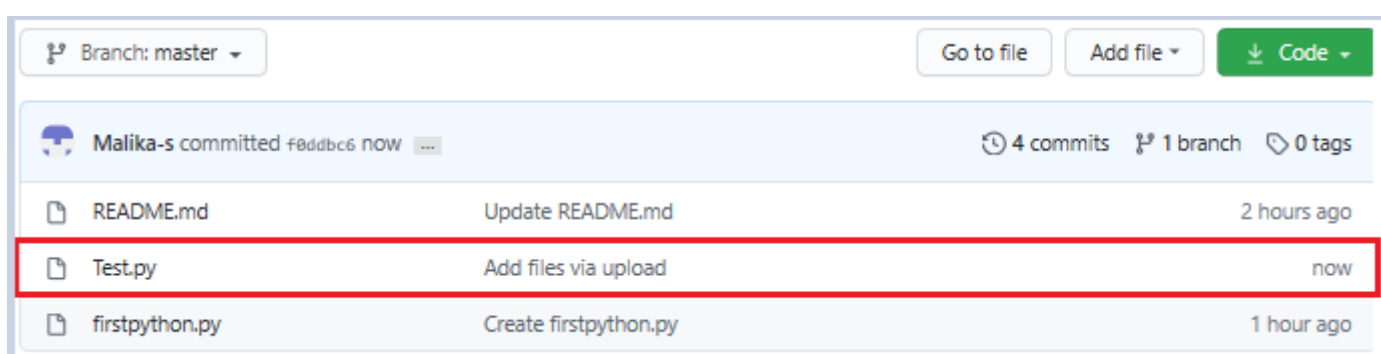 Branch: master Go to file Add file Code
Malika-s committed f0ddbc6 now ... 4 commits 1 branch 0 tags
README.md Update README.md 2 hours ago
Test.py Add files via upload now
firstpython.py Create firstpython.py 1 hour ago